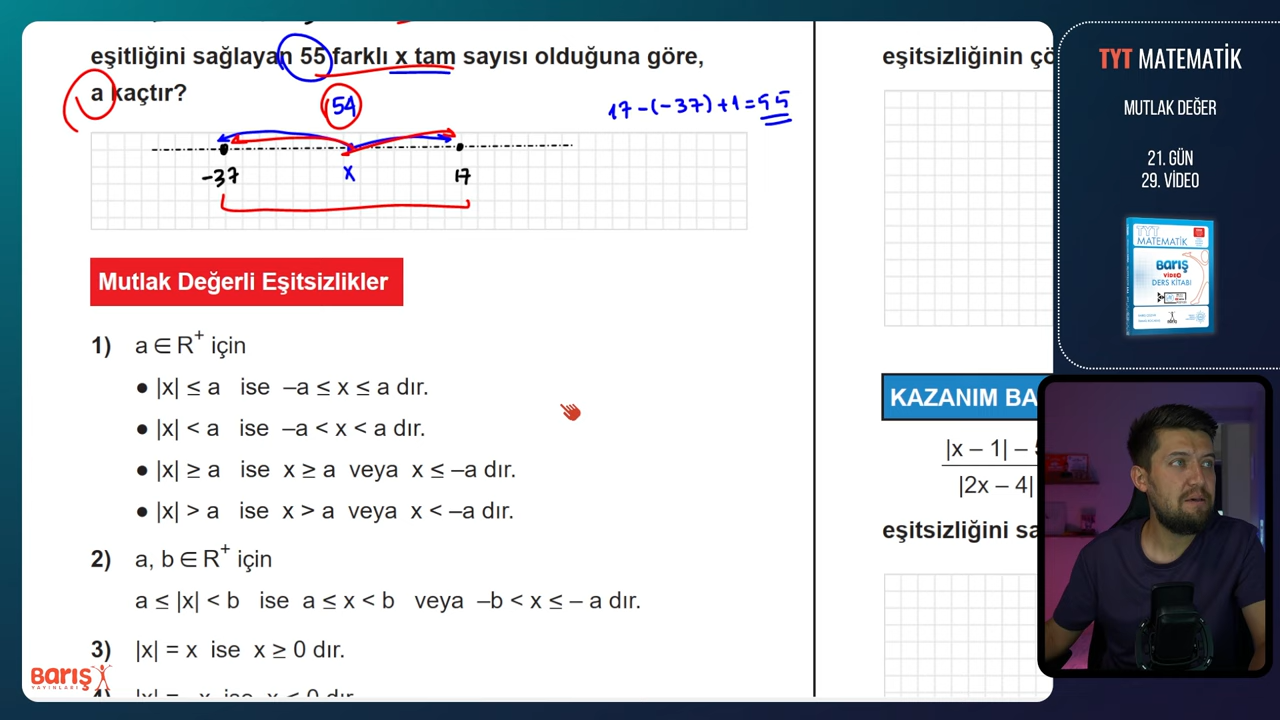 eşitliğini sağlayan 55 farklı x tam sayısı olduğuna göre,
a kaçtır?
54
17-(-37)+1=55
-37
x
17
Mutlak Değerli Eşitsizlikler
1) a ∈ R⁺ için
● |x| ≤ a ise –a ≤ x ≤ a dır.
● |x| < a ise –a < x < a dır.
● |x| ≥ a ise x ≥ a veya x ≤ –a dır.
● |x| > a ise x > a veya x < –a dır.
2) a, b ∈ R⁺ için
a ≤ |x| < b ise a ≤ x < b veya –b < x ≤ – a dır.
3) |x| = x ise x ≥ 0 dır.
BARIŞ
YAYINLARI
eşitsizliğinin çö
KAZANIM BA
|x – 1| –
|2x – 4|
eşitsizliğini sa
TYT MATEMATİK
MUTLAK DEĞER
21. GÜN
29. VİDEO
TYT
MATEMATİK
BARIŞ
VİDEO
DERS KİTABI